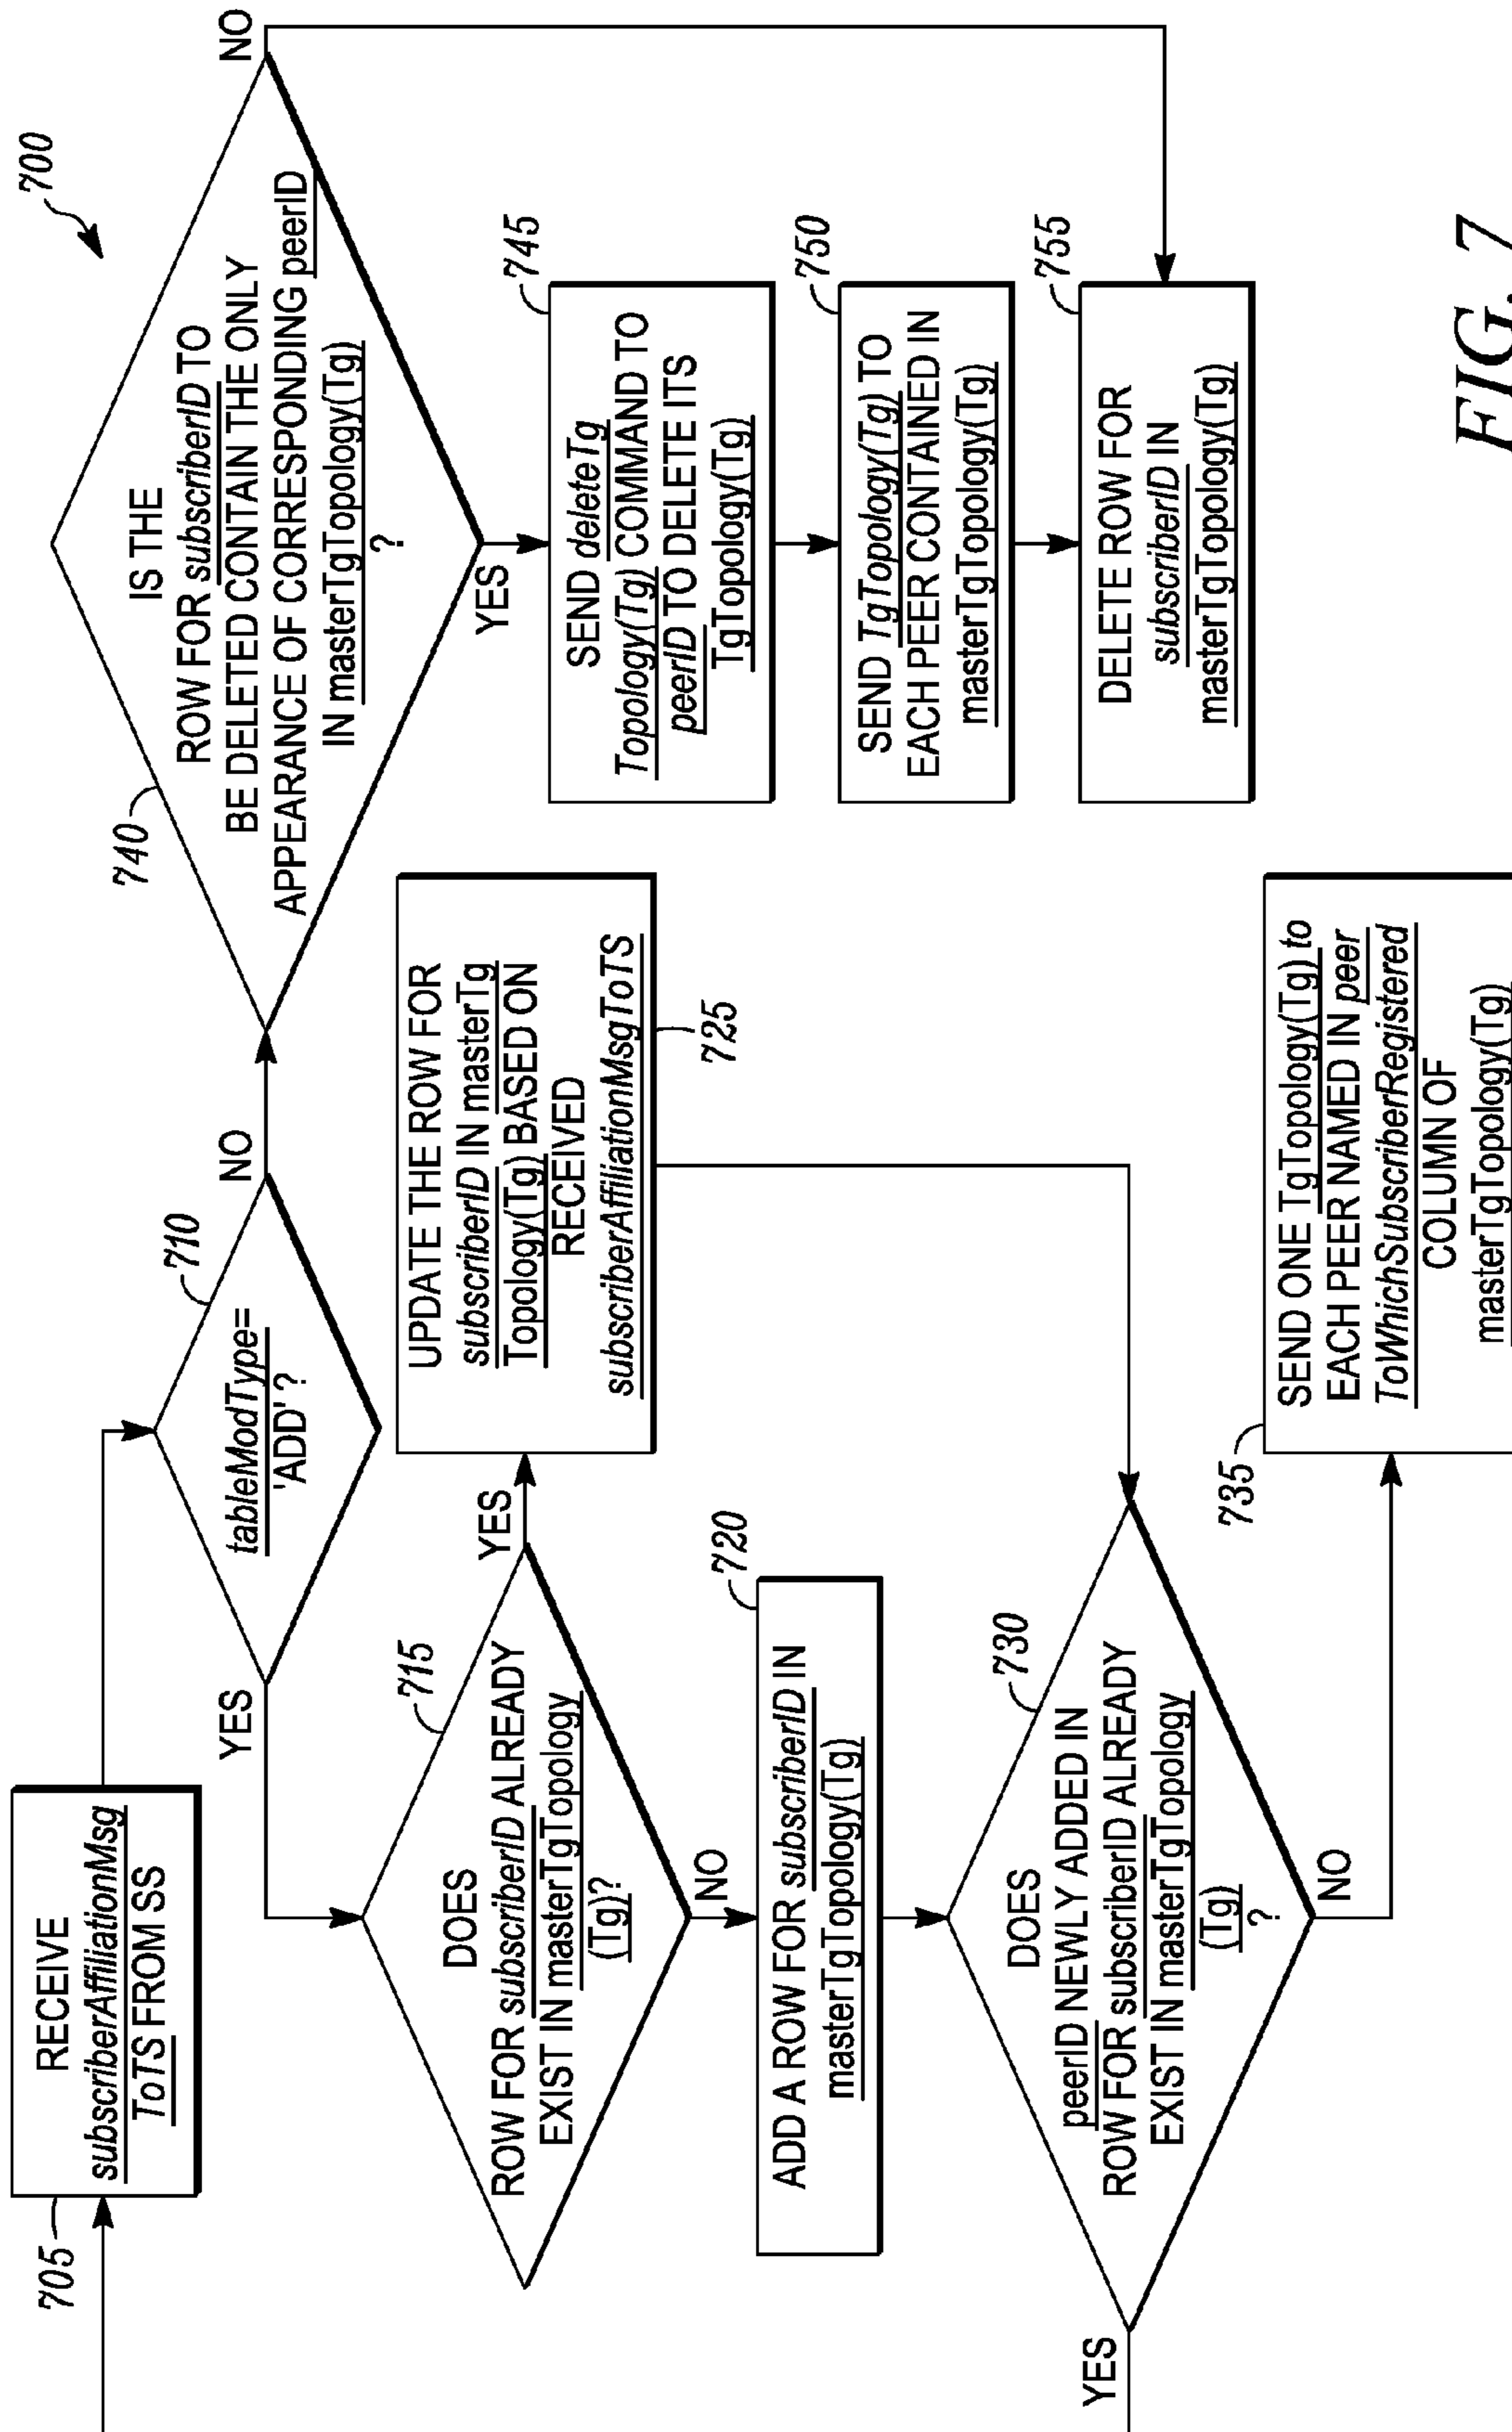 700
705
RECEIVE
subscriberAffiliationMsg
ToTS FROM SS
710
tableModType=
'ADD' ?
YES
NO
715
DOES
ROW FOR subscriberID ALREADY
EXIST IN masterTgTopology
(Tg)?
YES
NO
720
ADD A ROW FOR subscriberID IN
masterTgTopology(Tg)
UPDATE THE ROW FOR
subscriberID IN masterTg
Topology(Tg) BASED ON
RECEIVED
subscriberAffiliationMsgToTS
725
730
DOES
peerID NEWLY ADDED IN
ROW FOR subscriberID ALREADY
EXIST IN masterTgTopology
(Tg)
?
YES
NO
735
SEND ONE TgTopology(Tg) to
EACH PEER NAMED IN peer
ToWhichSubscriberRegistered
COLUMN OF
masterTgTopology(Tg)
740
IS THE
ROW FOR subscriberID TO
BE DELETED CONTAIN THE ONLY
APPEARANCE OF CORRESPONDING peerID
IN masterTgTopology(Tg)
?
NO
YES
745
SEND deleteTg
Topology(Tg) COMMAND TO
peerID TO DELETE ITS
TgTopology(Tg)
750
SEND TgTopology(Tg) TO
EACH PEER CONTAINED IN
masterTgTopology(Tg)
755
DELETE ROW FOR
subscriberID IN
masterTgTopology(Tg)
FIG. 7